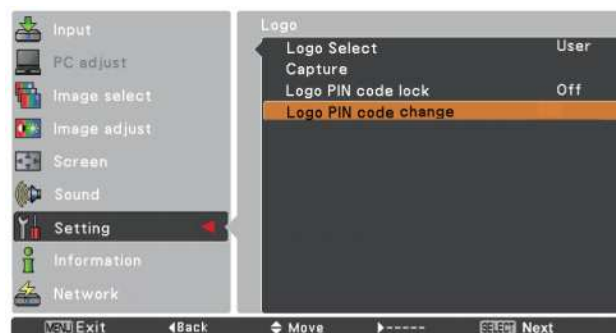 Input
PC adjust
Image select
Image adjust
Screen
Sound
Setting
Information
Network
Logo
Logo Select User
Capture
Logo PIN code lock Off
Logo PIN code change
MENU Exit Back Move ----- SELECT Next